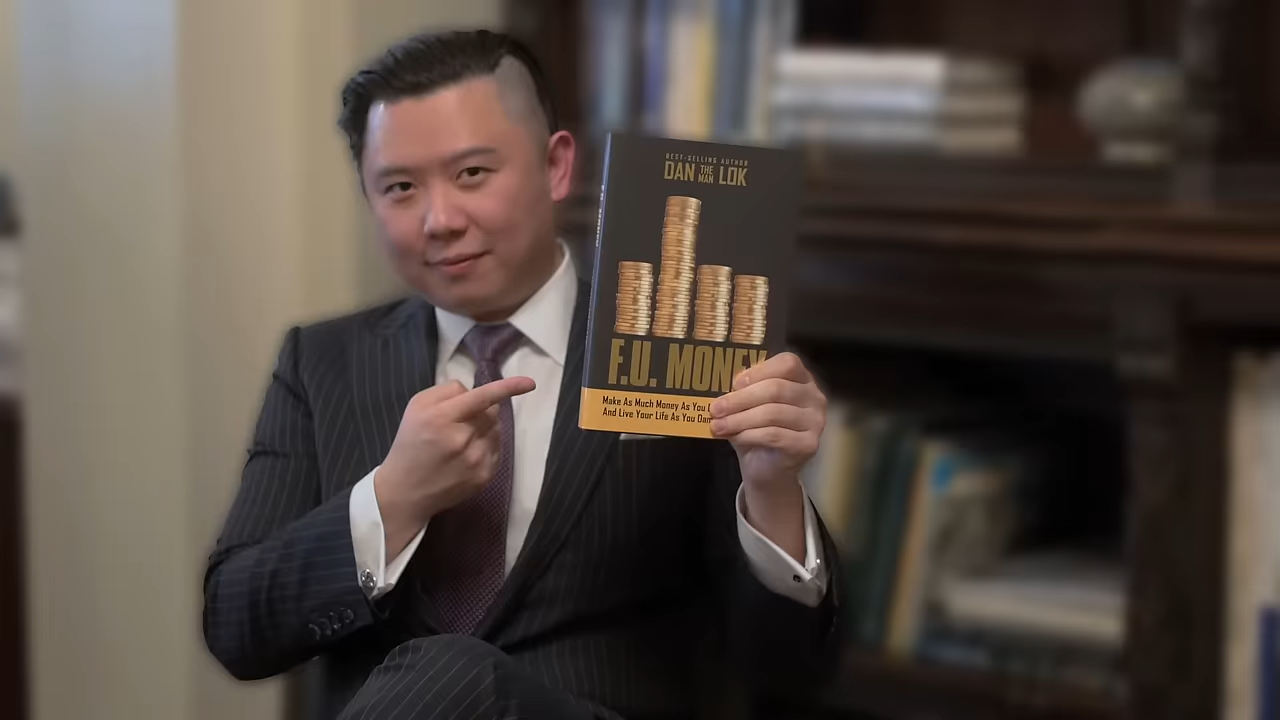 BEST-SELLING AUTHOR
DAN THE MAN LOK
F.U. MONEY
Make As Much Money As You
And Live Your Life As You Dam